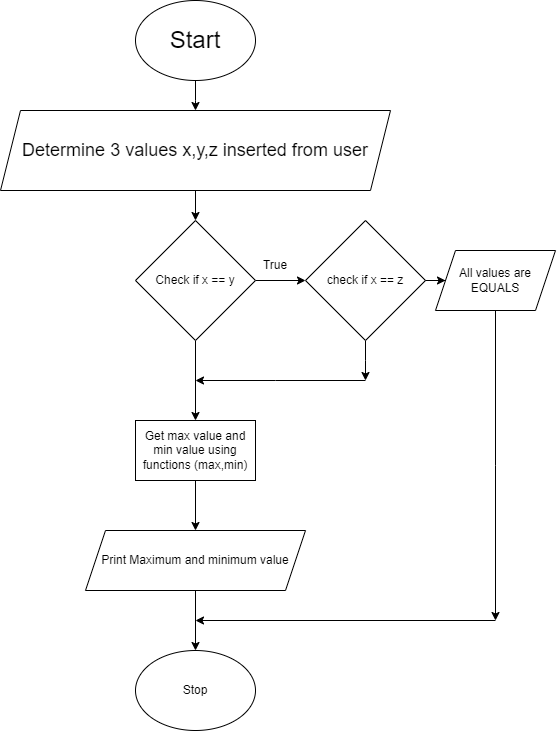 Start
Determine 3 values x,y,z inserted from user
Check if x == y
True
check if x == z
All values are
EQUALS
Get max value and
min value using
functions (max,min)
Print Maximum and minimum value
Stop